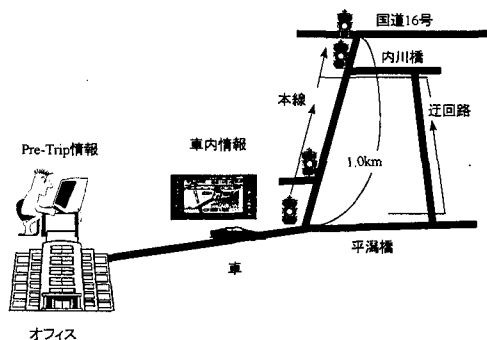 国道16号
内川橋
本線
迂回路
車内情報
Pre-Trip情報
1.0km
平潟橋
車
オフィス